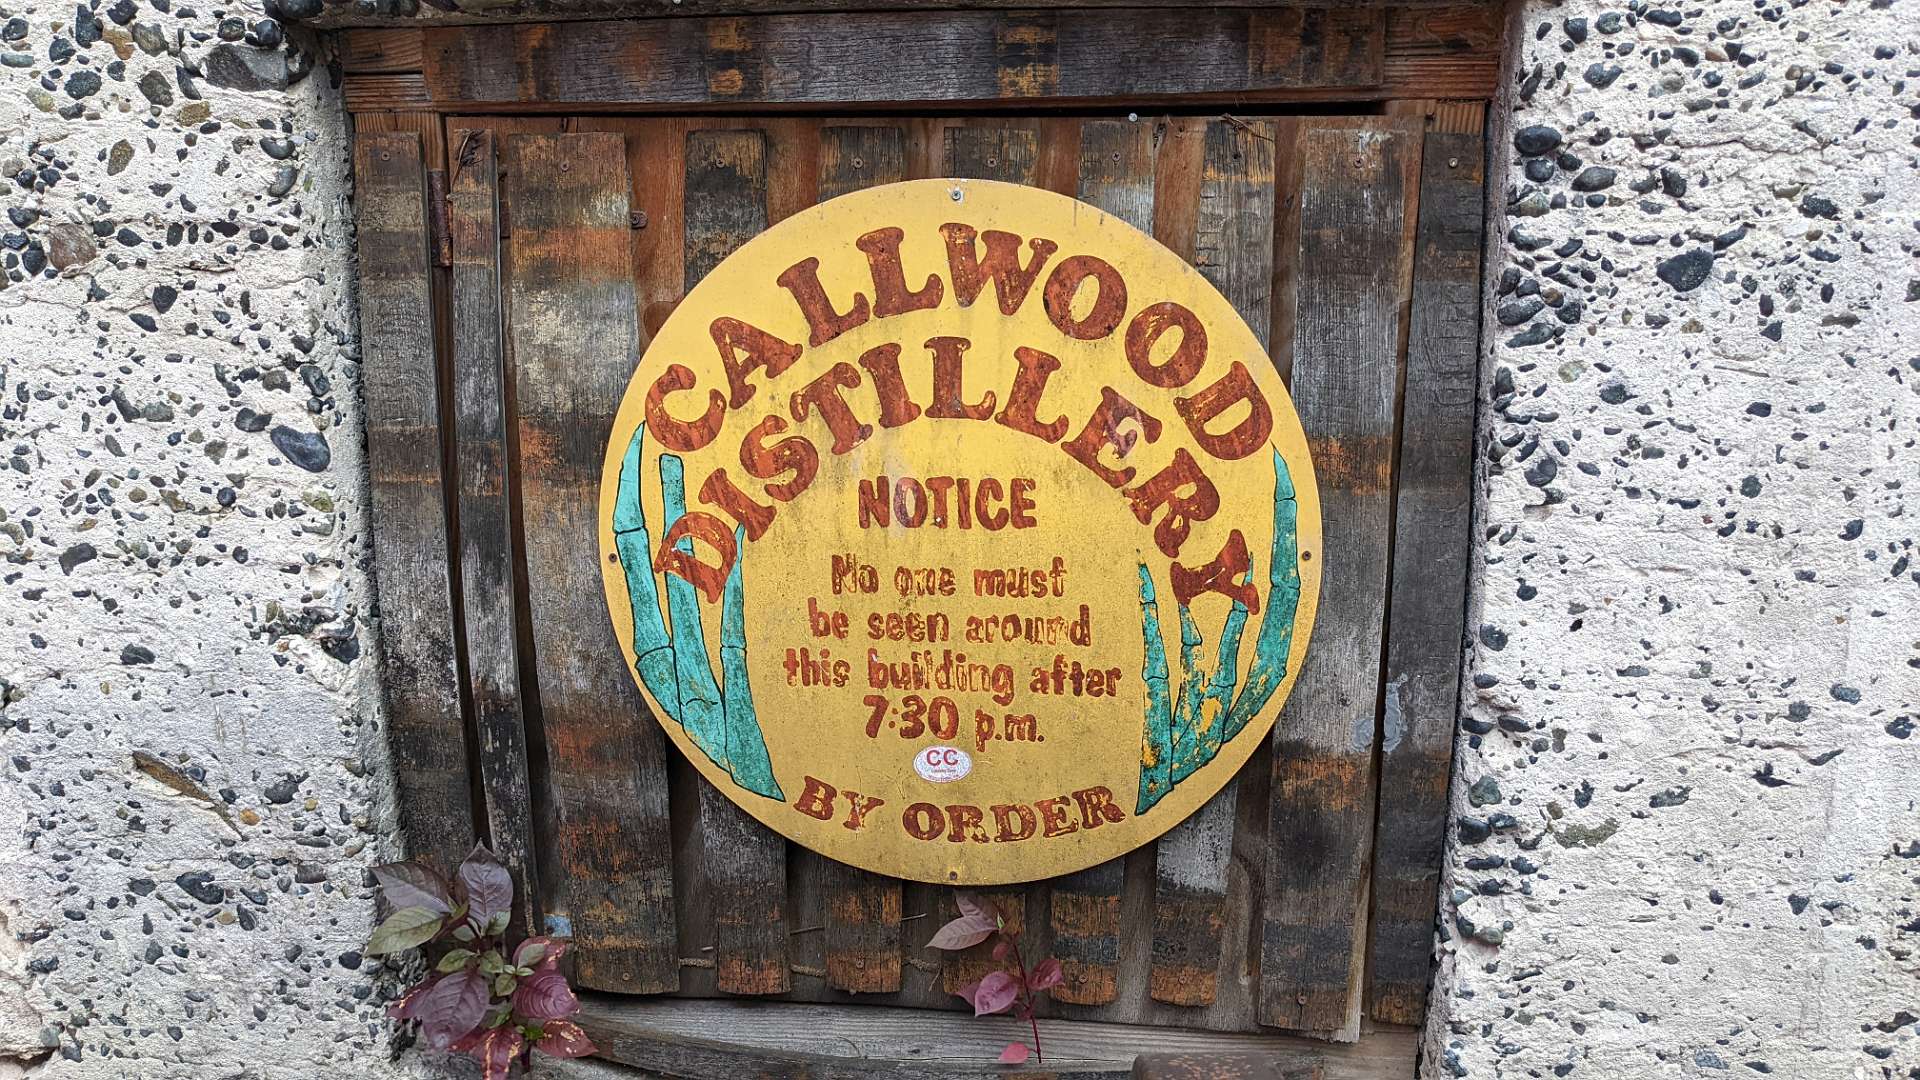 CALLWOOD
DISTILLERY
NOTICE
No one must
be seen around
this building after
7:30 p.m.
CC
BY ORDER